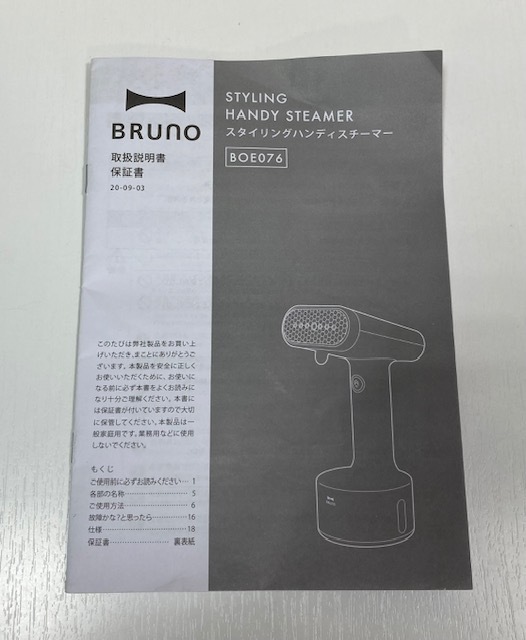 BRUNO
取扱説明書
保証書
20-09-03
STYLING
HANDY STEAMER
スタイリングハンディスチーマー
BOE076
このたびは弊社製品をお買い上
げいただき、まことにありがとうご
ざいます。本製品を安全に正しく
お使いいただくために、お使いに
なる前に必ず本書をよくお読みに
なり十分ご理解ください。本書に
は保証書が付いていますので大切
に保管してください。本製品は一
般家庭用です。業務用などに使用
しないでください。
もくじ
ご使用前に必ずお読みください… 1
各部の名称…………………… 5
ご使用方法…………………… 6
故障かな?と思ったら………16
仕様……………………………18
保証書……………………裏表紙
BRUNO